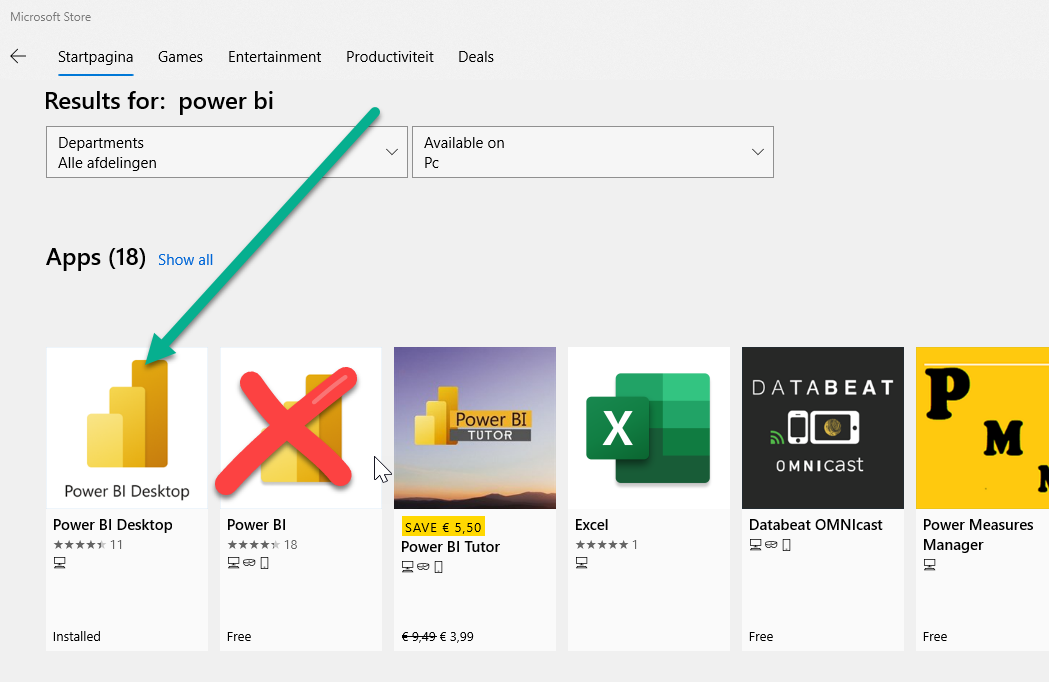 Microsoft Store
Startpagina Games Entertainment Productiviteit Deals
Results for: power bi
Departments
Alle afdelingen
Available on
Pc
Apps (18) Show all
Power BI Desktop
Power BI Desktop
11
Installed
Power BI
18
Free
Power BI
TUTOR
SAVE € 5,50
Power BI Tutor
€ 9,49 € 3,99
X
Excel
1
DATABEAT
OMNIcast
Databeat OMNIcast
Free
P
M
Power Measures
Manager
Free